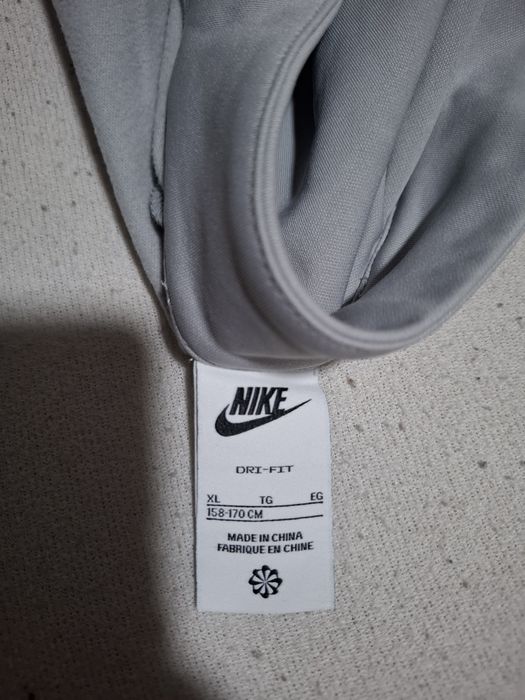 NIKE
DRI-FIT
XL TG EG
158-170 CM
MADE IN CHINA
FABRIQUE EN CHINE